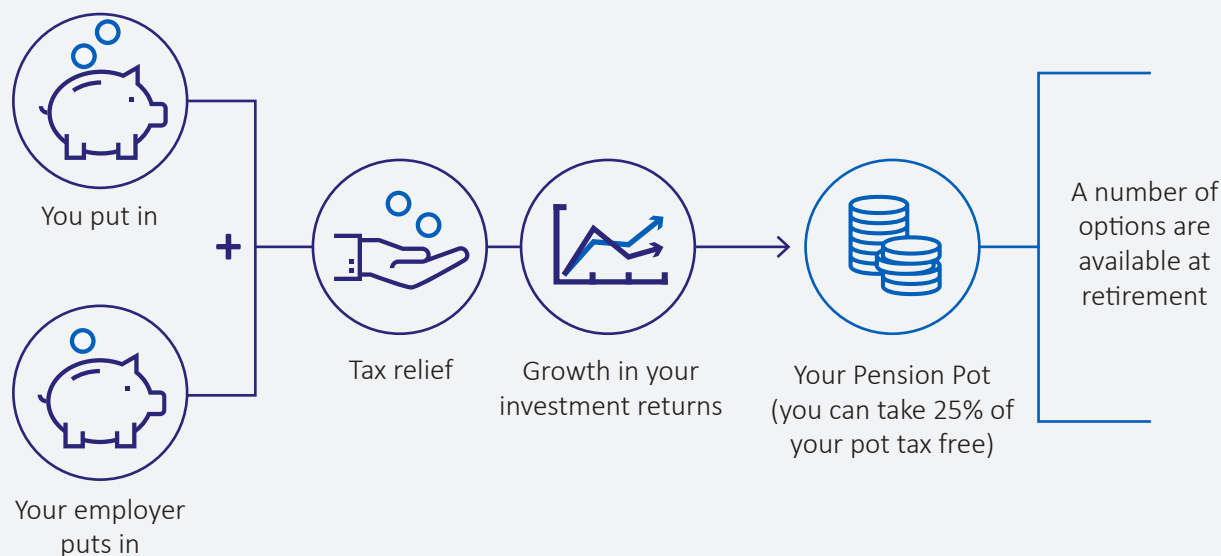 You put in
+
Your employer
puts in
Tax relief
Growth in your
investment returns
Your Pension Pot
(you can take 25% of
your pot tax free)
A number of
options are
available at
retirement